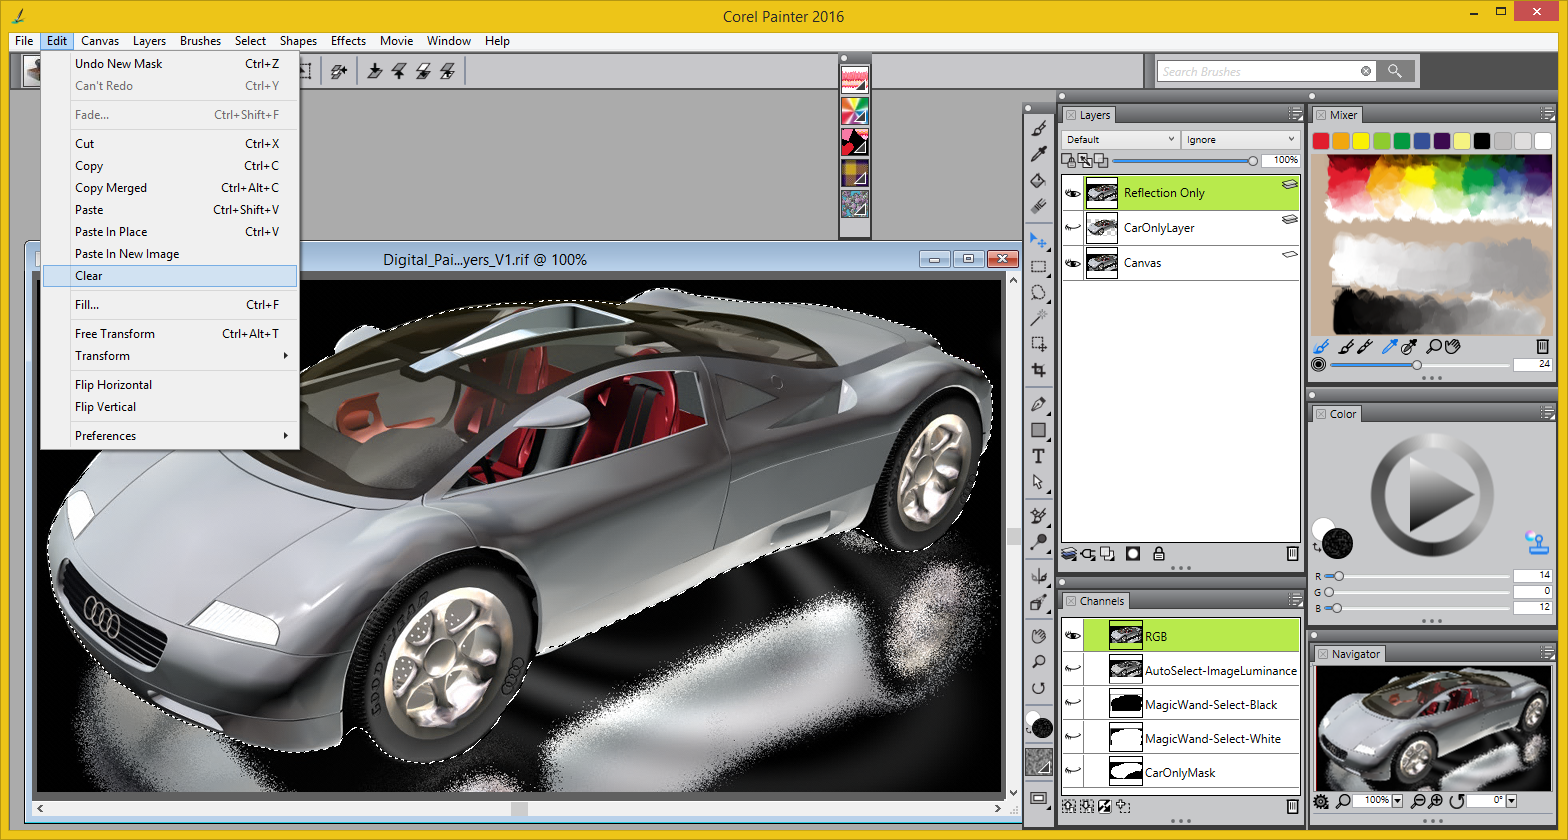 Corel Painter 2016
File Edit Canvas Layers Brushes Select Shapes Effects Movie Window Help
Undo New Mask Ctrl+Z
Can't Redo Ctrl+Y
Fade... Ctrl+Shift+F
Cut Ctrl+X
Copy Ctrl+C
Copy Merged Ctrl+Alt+C
Paste Ctrl+Shift+V
Paste In Place Ctrl+V
Paste In New Image
Clear
Fill... Ctrl+F
Free Transform Ctrl+Alt+T
Transform
Flip Horizontal
Flip Vertical
Preferences
Search Brushes
Digital_Pai...yers_V1.rif @ 100%
GOODYEAR
Layers
Default Ignore
100%
Reflection Only
CarOnlyLayer
Canvas
Channels
RGB
AutoSelect-ImageLuminance
MagicWand-Select-Black
MagicWand-Select-White
CarOnlyMask
Mixer
24
Color
R 14
G 0
B 12
Navigator
100% 0°